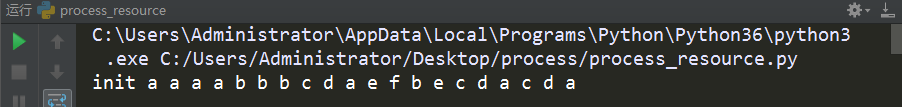 运行 process_resource
C:\Users\Administrator\AppData\Local\Programs\Python\Python36\python3
.exe C:/Users/Administrator/Desktop/process/process_resource.py
init a a a a b b b c d a e f b e c d a c d a